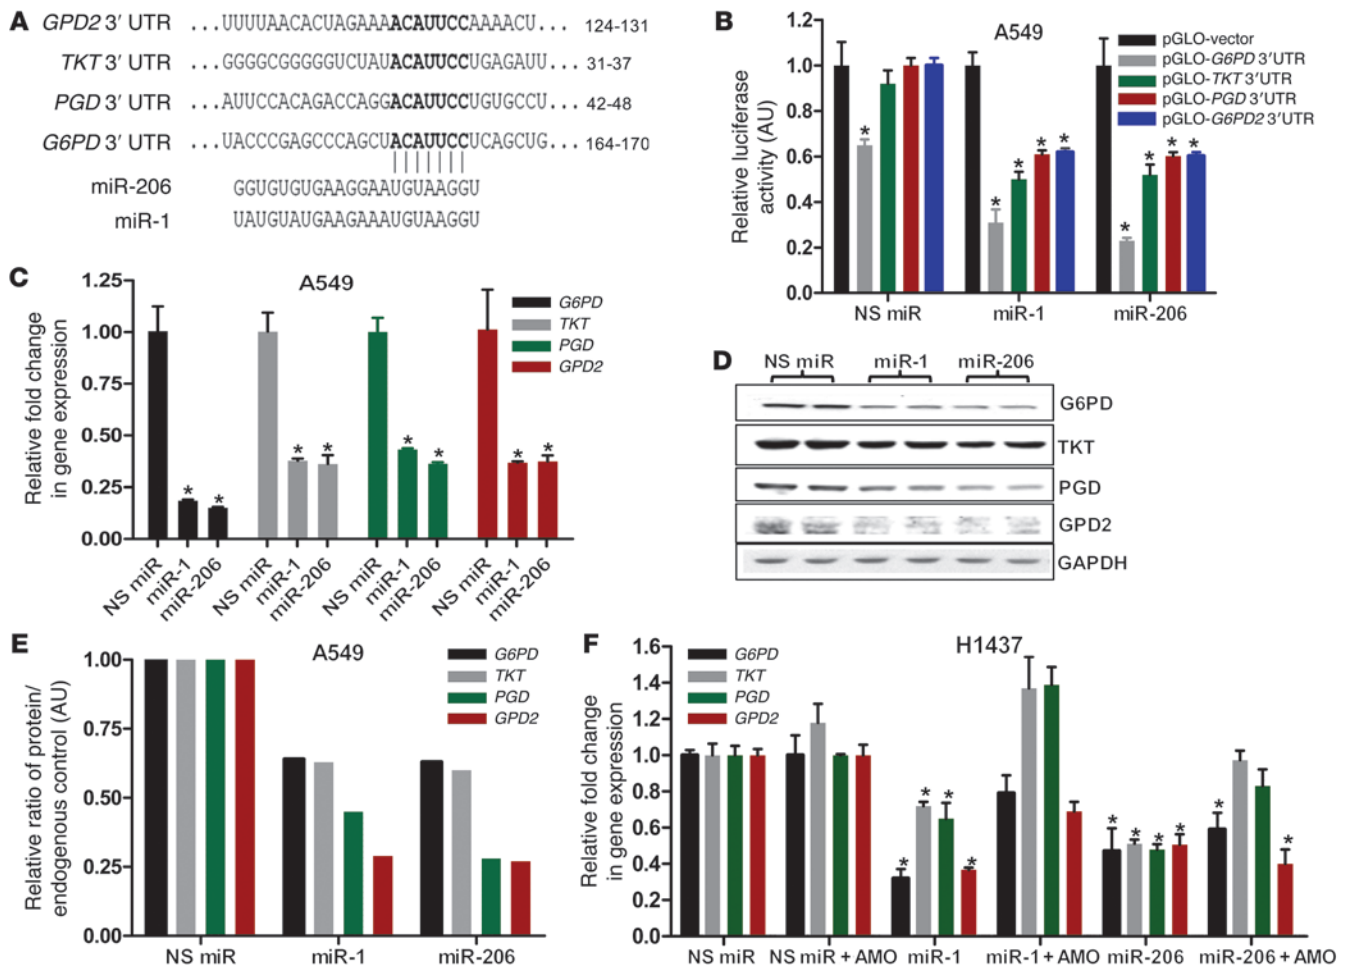 A
GPD2 3′ UTR ...UUUUAACACUAGAAAACAUUCCAAAACU... 124-131
TKT 3′ UTR ...GGGGCGGGGGUCUAUACAUUCCUGAGAUU... 31-37
PGD 3′ UTR ...AUUCCACAGACCAGGACAUUCCUGUGCCU... 42-48
G6PD 3′ UTR ...UACCCGAGCCCAGCUACAUUCCUCAGCUG... 164-170
miR-206 GGUGUGUGAAGGAAUGUAAGGU
miR-1 UAUGUAUGAAGAAAUGUAAGGU
B
A549
Relative luciferase
activity (AU)
1.2
1.0
0.8
0.6
0.4
0.2
0.0
pGLO-vector
pGLO-G6PD 3′UTR
pGLO-TKT 3′UTR
pGLO-PGD 3′UTR
pGLO-G6PD2 3′UTR
* * * * * * * * *
NS miR miR-1 miR-206
C
A549
Relative fold change
in gene expression
1.25
1.00
0.75
0.50
0.25
0.00
G6PD
TKT
PGD
GPD2
* * * * * * * *
NS miR miR-1 miR-206 NS miR miR-1 miR-206 NS miR miR-1 miR-206 NS miR miR-1 miR-206
D
NS miR miR-1 miR-206
G6PD
TKT
PGD
GPD2
GAPDH
E
A549
Relative ratio of protein/
endogenous control (AU)
1.00
0.75
0.50
0.25
0.00
G6PD
TKT
PGD
GPD2
NS miR miR-1 miR-206
F
H1437
Relative fold change
in gene expression
1.6
1.4
1.2
1.0
0.8
0.6
0.4
0.2
0.0
G6PD
TKT
PGD
GPD2
* * * * * * * * * *
NS miR NS miR + AMO miR-1 miR-1 + AMO miR-206 miR-206 + AMO